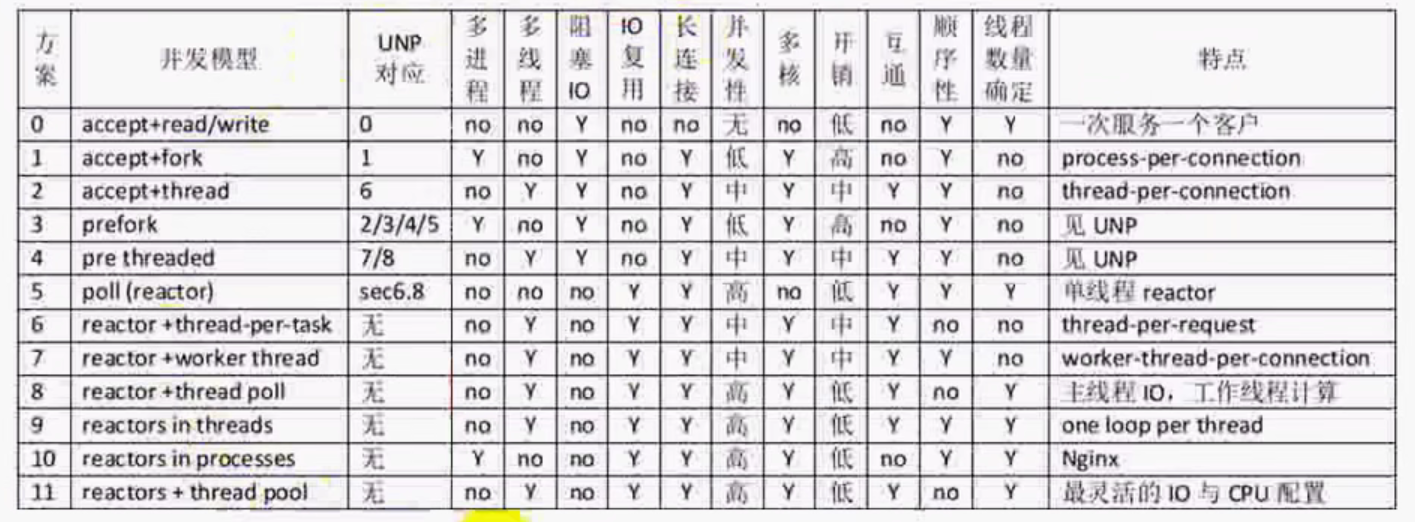 方案 并发模型 UNP对应 多进程 多线程 阻塞IO IO复用 长连接 并发性 多核 开销 互通 顺序性 线程数量确定 特点
0 accept+read/write 0 no no Y no no 无 no 低 no Y Y 一次服务一个客户
1 accept+fork 1 Y no Y no Y 低 Y 高 no Y no process-per-connection
2 accept+thread 6 no Y Y no Y 中 Y 中 Y Y no thread-per-connection
3 prefork 2/3/4/5 Y no Y no Y 低 Y 高 no Y no 见 UNP
4 pre threaded 7/8 no Y Y no Y 中 Y 中 Y Y no 见 UNP
5 poll (reactor) sec6.8 no no no Y Y 高 no 低 Y Y Y 单线程 reactor
6 reactor +thread-per-task 无 no Y no Y Y 中 Y 中 Y no no thread-per-request
7 reactor +worker thread 无 no Y no Y Y 中 Y 中 Y Y no worker-thread-per-connection
8 reactor +thread poll 无 no Y no Y Y 高 Y 低 Y no Y 主线程 IO，工作线程计算
9 reactors in threads 无 no Y no Y Y 高 Y 低 Y Y Y one loop per thread
10 reactors in processes 无 Y no no Y Y 高 Y 低 no Y Y Nginx
11 reactors + thread pool 无 no Y no Y Y 高 Y 低 Y no Y 最灵活的 IO 与 CPU 配置